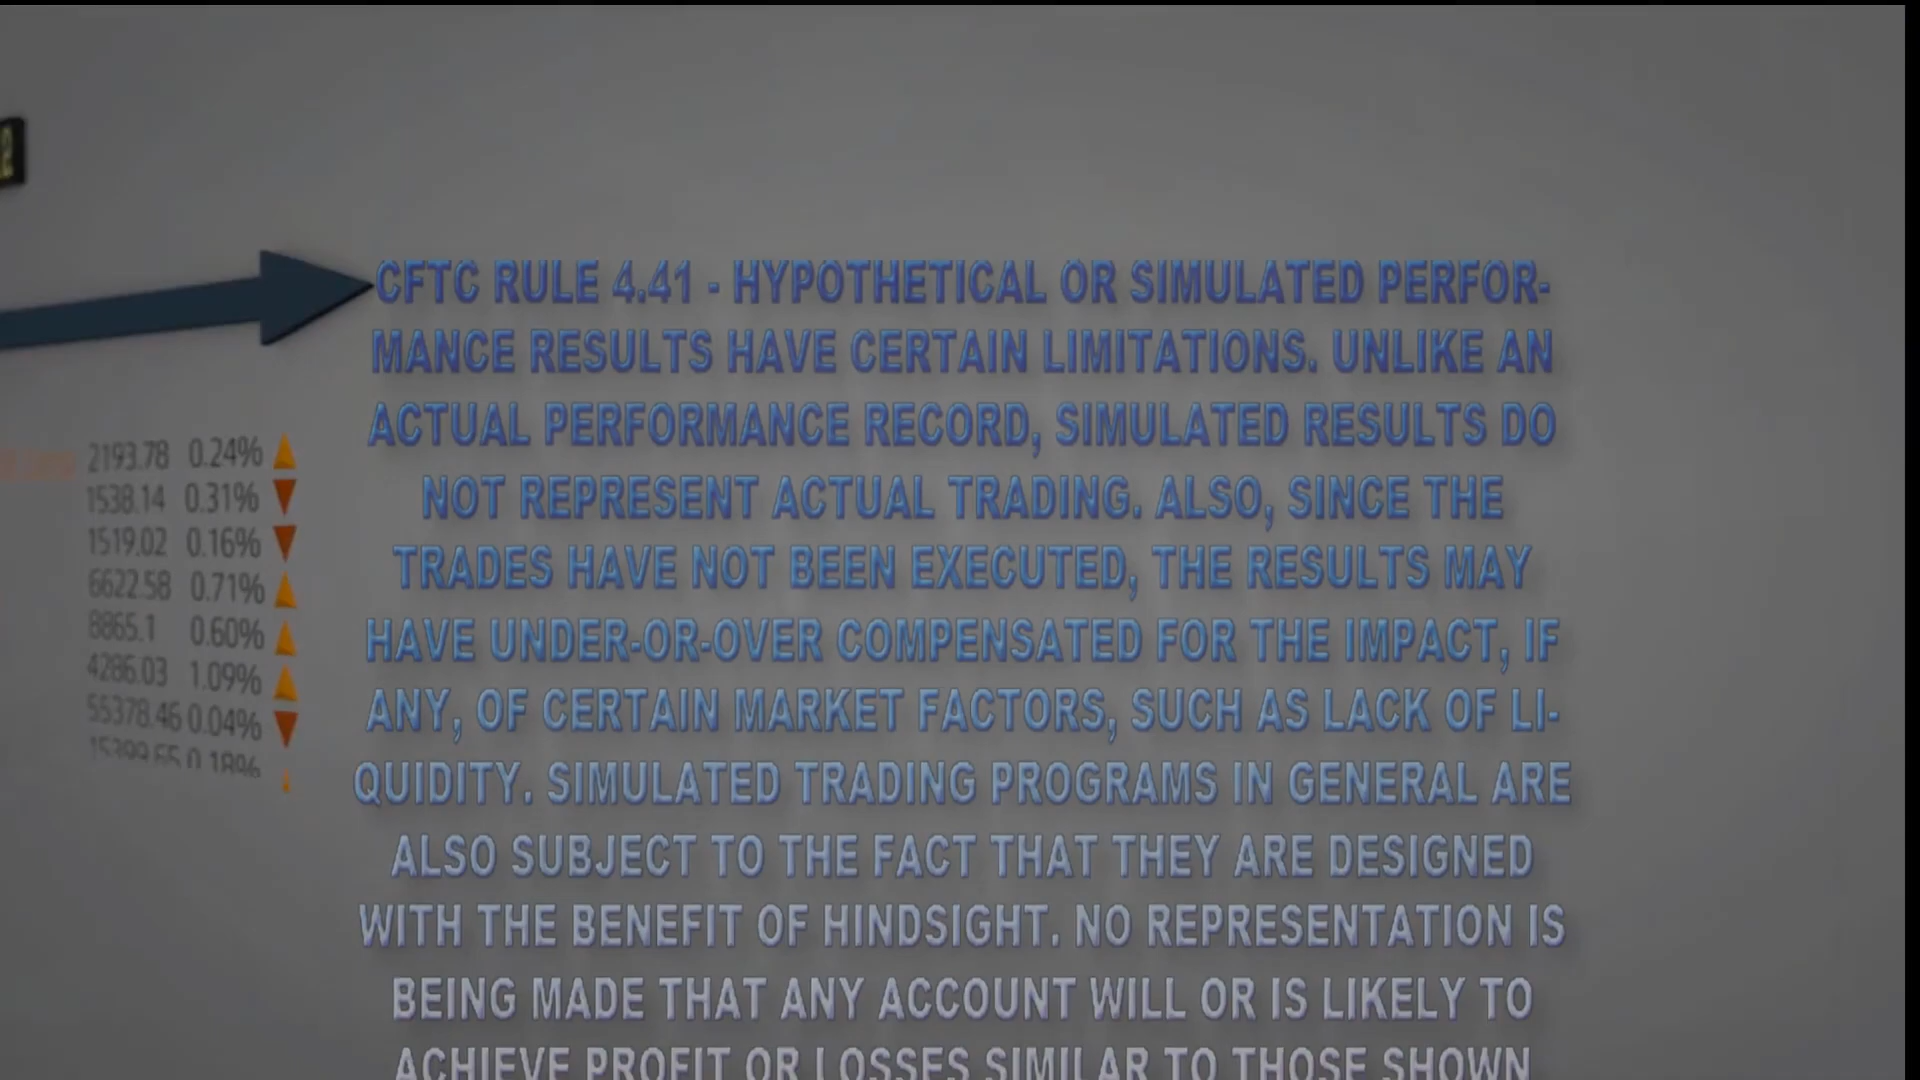 2
CFTC RULE 4.41 - HYPOTHETICAL OR SIMULATED PERFOR-
MANCE RESULTS HAVE CERTAIN LIMITATIONS. UNLIKE AN
ACTUAL PERFORMANCE RECORD, SIMULATED RESULTS DO
NOT REPRESENT ACTUAL TRADING. ALSO, SINCE THE
TRADES HAVE NOT BEEN EXECUTED, THE RESULTS MAY
HAVE UNDER-OR-OVER COMPENSATED FOR THE IMPACT, IF
ANY, OF CERTAIN MARKET FACTORS, SUCH AS LACK OF LI-
QUIDITY. SIMULATED TRADING PROGRAMS IN GENERAL ARE
ALSO SUBJECT TO THE FACT THAT THEY ARE DESIGNED
WITH THE BENEFIT OF HINDSIGHT. NO REPRESENTATION IS
BEING MADE THAT ANY ACCOUNT WILL OR IS LIKELY TO
ACHIEVE PROFIT OR LOSSES SIMILAR TO THOSE SHOWN
2193.78 0.24%
1538.14 0.31%
1519.02 0.16%
6622.58 0.71%
8865.1 0.60%
4286.03 1.09%
55378.46 0.04%
15399.65 0.18%